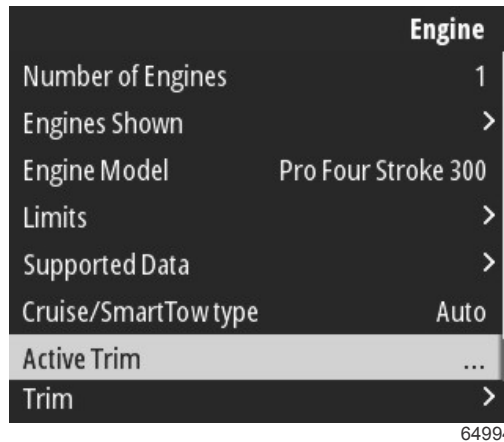 Engine
Number of Engines 1
Engines Shown >
Engine Model Pro Four Stroke 300
Limits >
Supported Data >
Cruise/SmartTow type Auto
Active Trim ...
Trim >